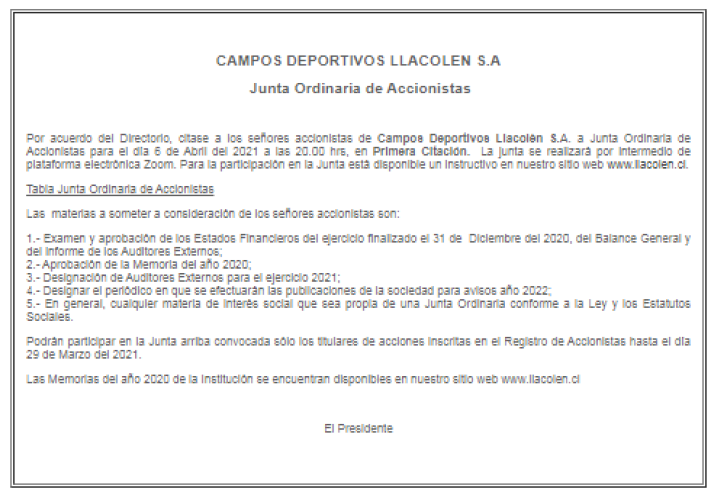 CAMPOS DEPORTIVOS LLACOLEN S.A
Junta Ordinaria de Accionistas
Por acuerdo del Directorio, cítase a los señores accionistas de Campos Deportivos Llacolén S.A. a Junta Ordinaria de
Accionistas para el día 6 de Abril del 2021 a las 20.00 hrs, en Primera Citación. La junta se realizará por intermedio de
plataforma electrónica Zoom. Para la participación en la Junta está disponible un instructivo en nuestro sitio web www.llacolen.cl.
Tabla Junta Ordinaria de Accionistas
Las materias a someter a consideración de los señores accionistas son:
1.- Examen y aprobación de los Estados Financieros del ejercicio finalizado el 31 de Diciembre del 2020, del Balance General y
del Informe de los Auditores Externos;
2.- Aprobación de la Memoria del año 2020;
3.- Designación de Auditores Externos para el ejercicio 2021;
4.- Designar el periódico en que se efectuarán las publicaciones de la sociedad para avisos año 2022;
5.- En general, cualquier materia de interés social que sea propia de una Junta Ordinaria conforme a la Ley y los Estatutos
Sociales.
Podrán participar en la Junta arriba convocada sólo los titulares de acciones inscritas en el Registro de Accionistas hasta el día
29 de Marzo del 2021.
Las Memorias del año 2020 de la Institución se encuentran disponibles en nuestro sitio web www.llacolen.cl
El Presidente